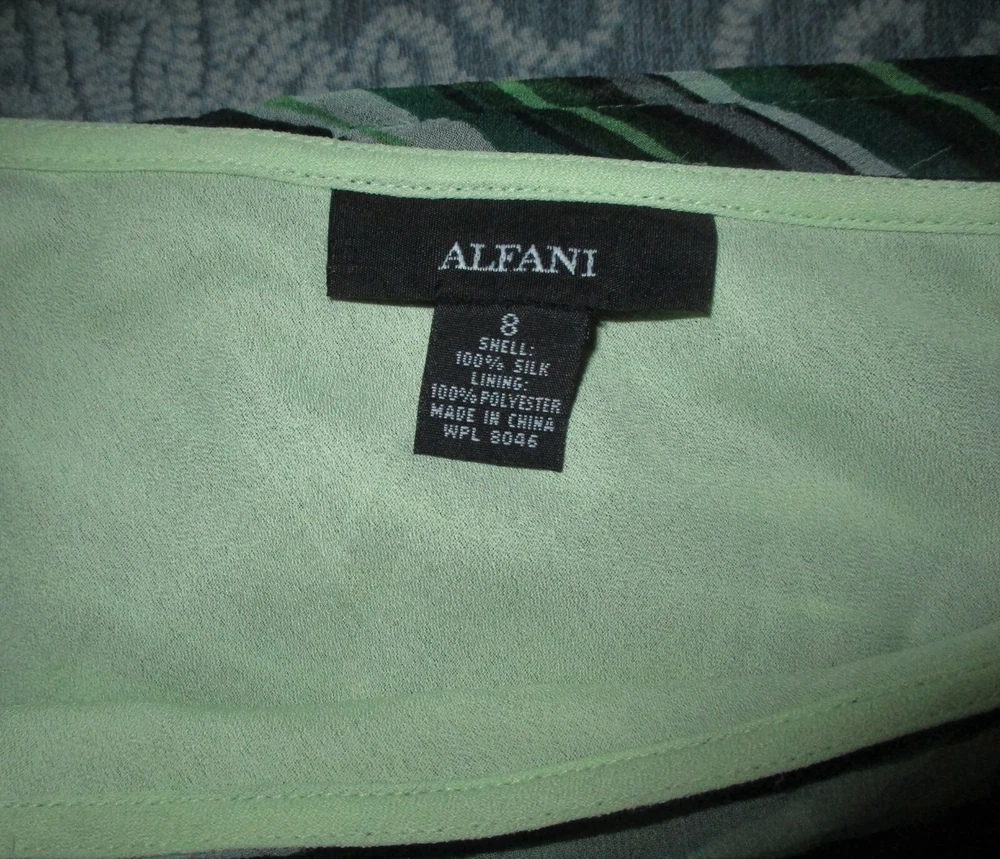 ALFANI
8
SHELL:
100% SILK
LINING:
100% POLYESTER
MADE IN CHINA
WPL 8046